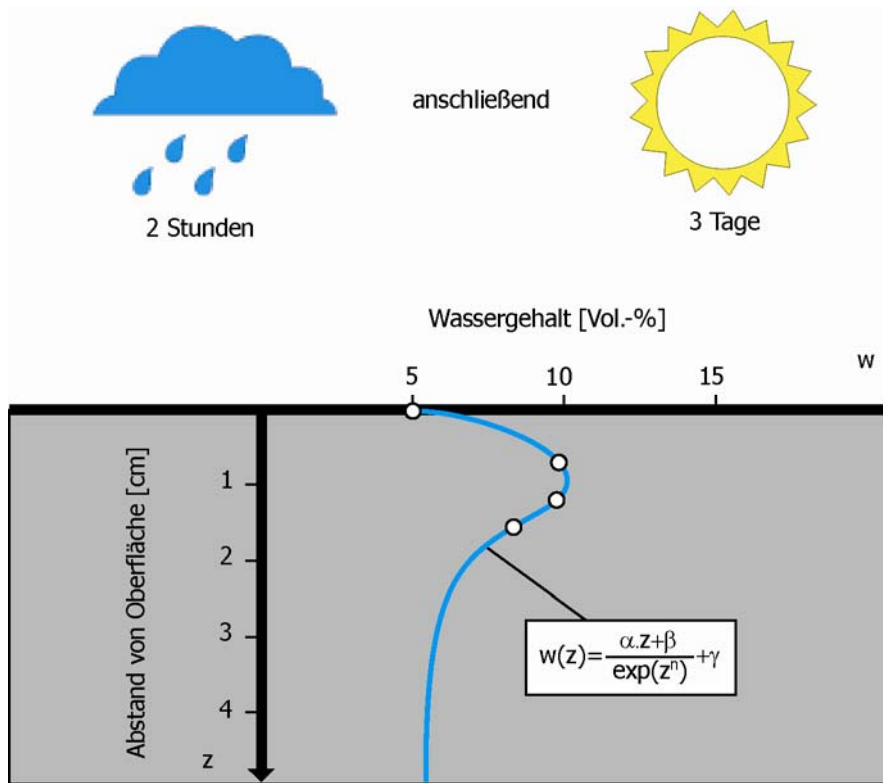 anschließend
2 Stunden
3 Tage
Wassergehalt [Vol.-%]
w
5 10 15
Abstand von Oberfläche [cm]
1
2
3
4
z
w(z)=α.z+β/exp(zⁿ)+γ